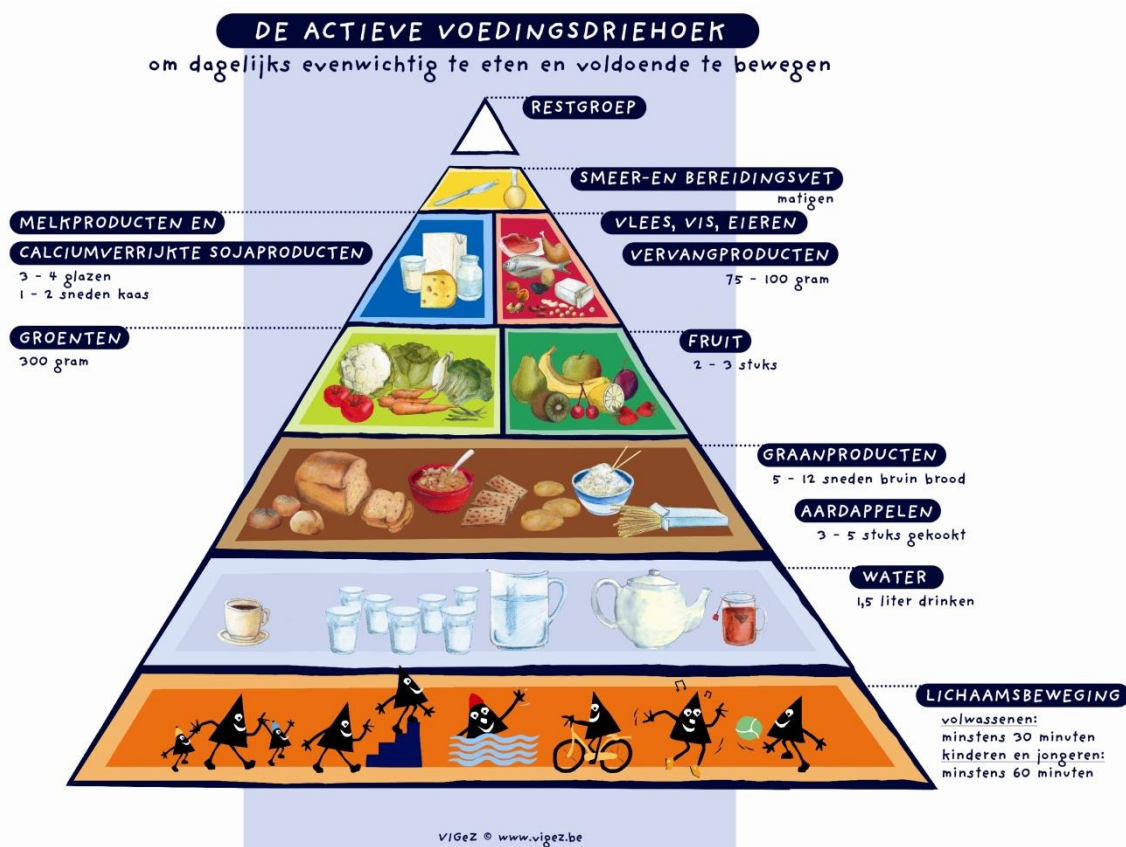 DE ACTIEVE VOEDINGSDRIEHOEK
om dagelijks evenwichtig te eten en voldoende te bewegen
RESTGROEP
SMEER-EN BEREIDINGSVET
matigen
MELKPRODUCTEN EN
CALCIUMVERRIJKTE SOJAPRODUCTEN
3 - 4 glazen
1 - 2 sneden kaas
VLEES, VIS, EIEREN
VERVANGPRODUCTEN
75 - 100 gram
GROENTEN
300 gram
FRUIT
2 - 3 stuks
GRAANPRODUCTEN
5 - 12 sneden bruin brood
AARDAPPELEN
3 - 5 stuks gekookt
WATER
1,5 liter drinken
LICHAAMSBEWEGING
volwassenen:
minstens 30 minuten
kinderen en jongeren:
minstens 60 minuten
VIGeZ © www.vigez.be